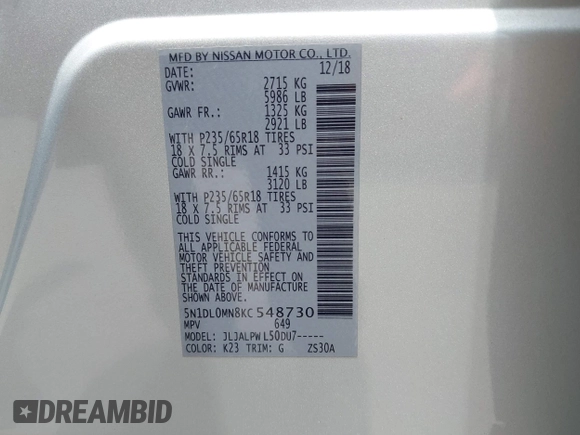 MFD BY NISSAN MOTOR CO., LTD.
DATE: 12/18
GVWR: 2715 KG
5986 LB
GAWR FR.: 1325 KG
2921 LB
WITH P235/65R18 TIRES
18 X 7.5 RIMS AT 33 PSI
COLD SINGLE
GAWR RR.: 1415 KG
3120 LB
WITH P235/65R18 TIRES
18 X 7.5 RIMS AT 33 PSI
COLD SINGLE
THIS VEHICLE CONFORMS TO
ALL APPLICABLE FEDERAL
MOTOR VEHICLE SAFETY AND
THEFT PREVENTION
STANDARDS IN EFFECT ON
THE DATE OF MANUFACTURE
SHOWN ABOVE.
5N1DL0MN8KC548730
MPV 649
MODEL: JLJALPW L50DU7-----
COLOR: K23 TRIM: G ZS30A
DREAMBID